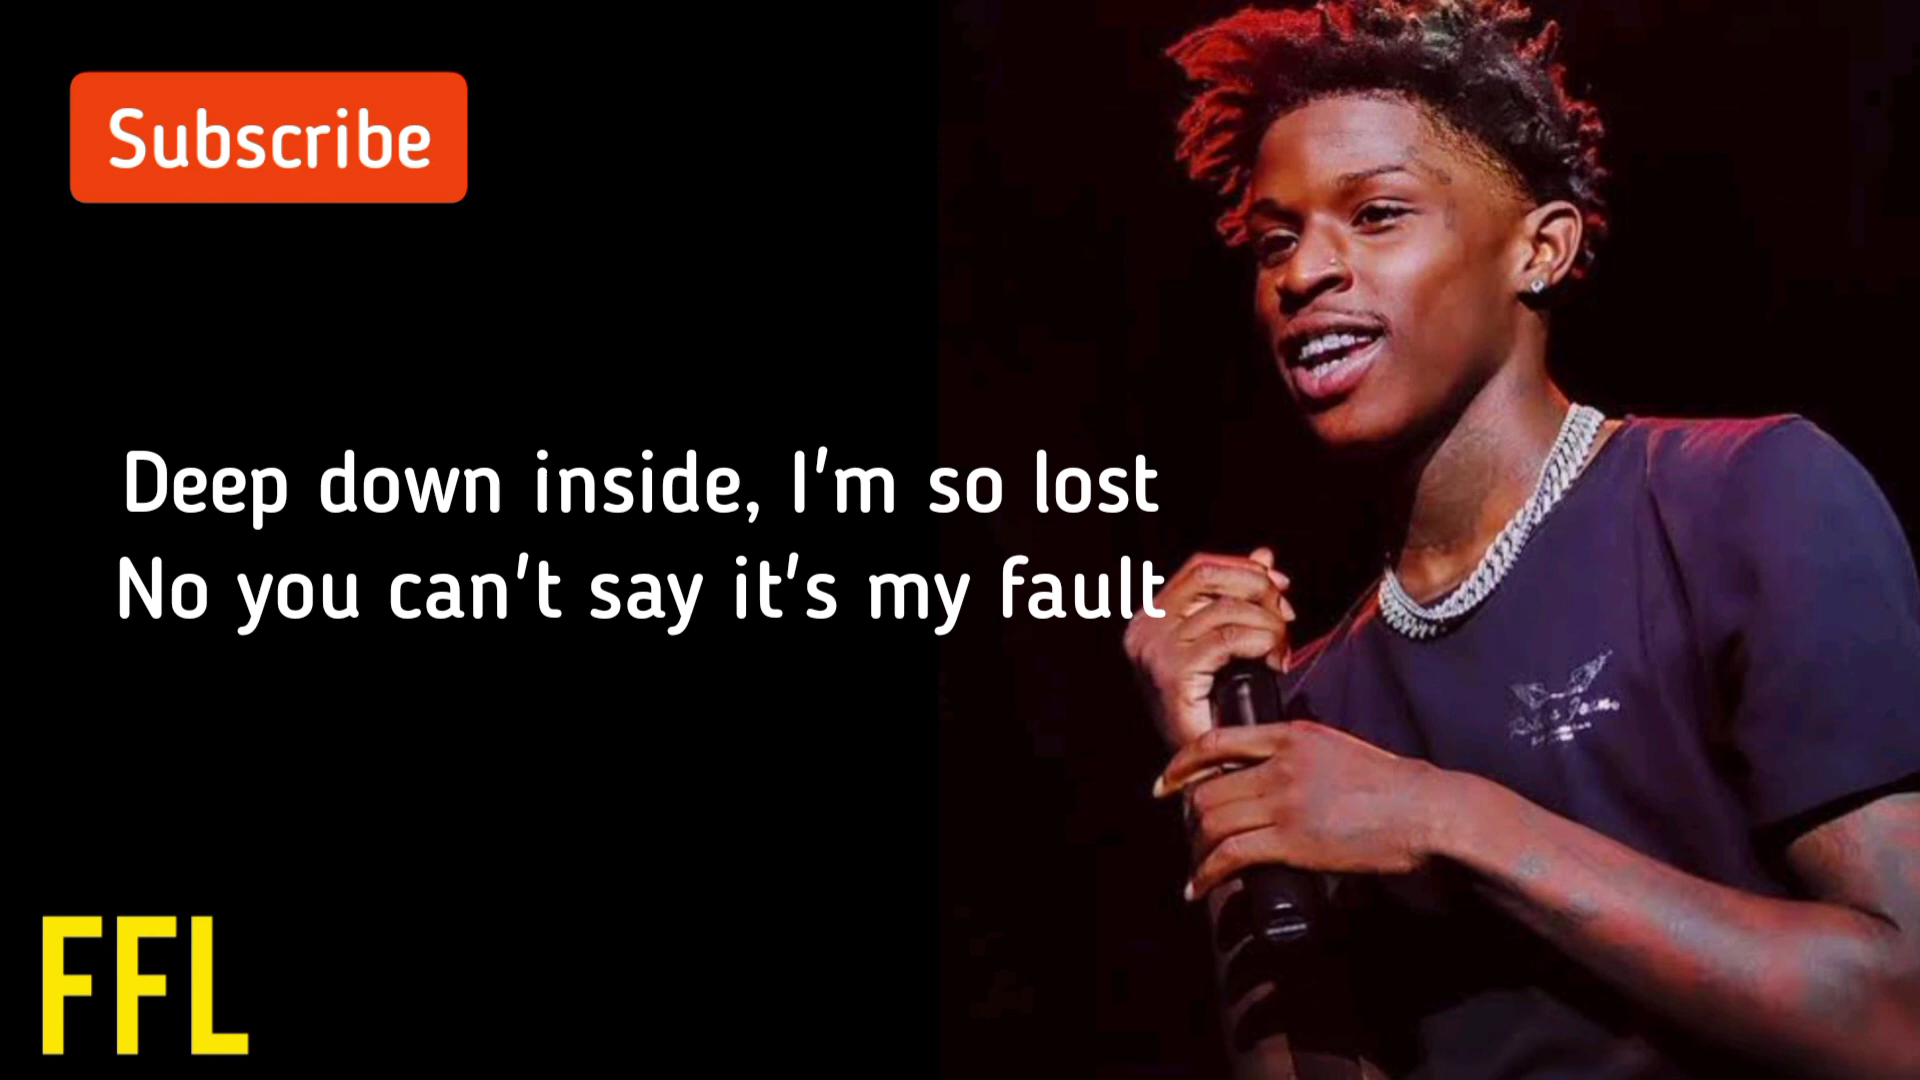 Subscribe
Deep down inside, I'm so lost
No you can't say it's my fault
FFL